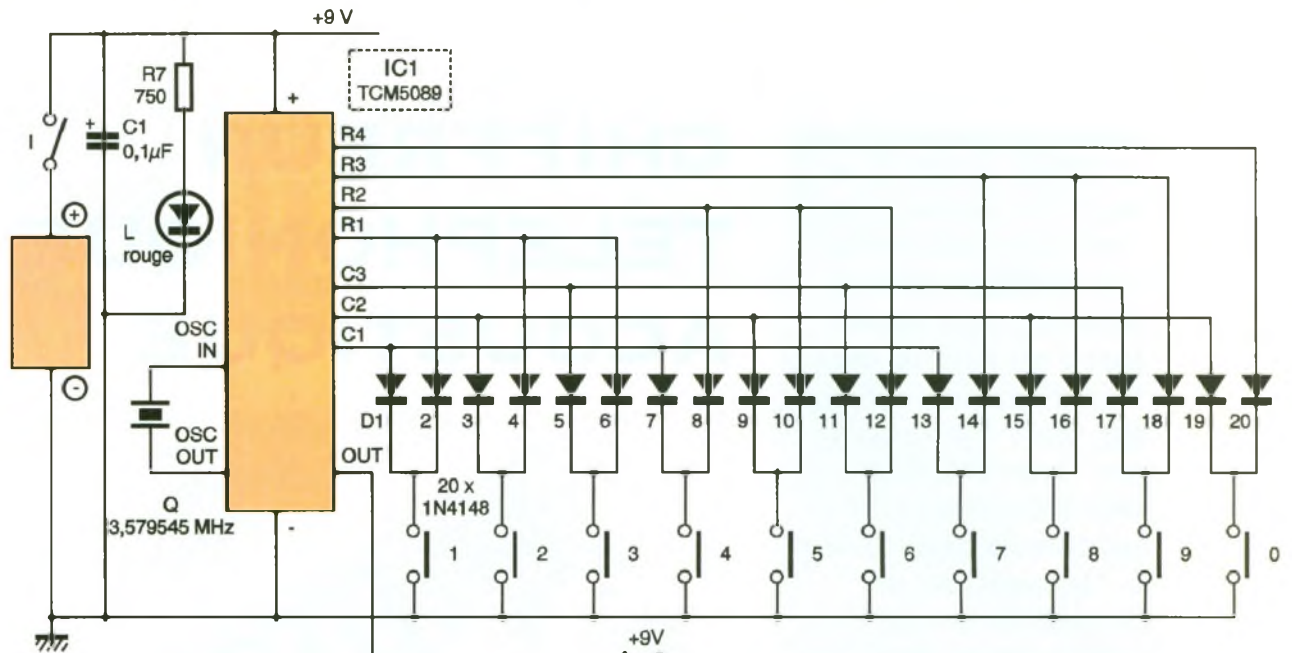 +9 V
IC1
TCM5089
R7
750
+
+
C1
0,1µF
I
R4
R3
R2
R1
+
L
rouge
C3
C2
C1
OSC
IN
-
D1 2 3 4 5 6 7 8 9 10 11 12 13 14 15 16 17 18 19 20
OSC
OUT
OUT
20 x
1N4148
Q
3,579545 MHz
-
1 2 3 4 5 6 7 8 9 0
+9V